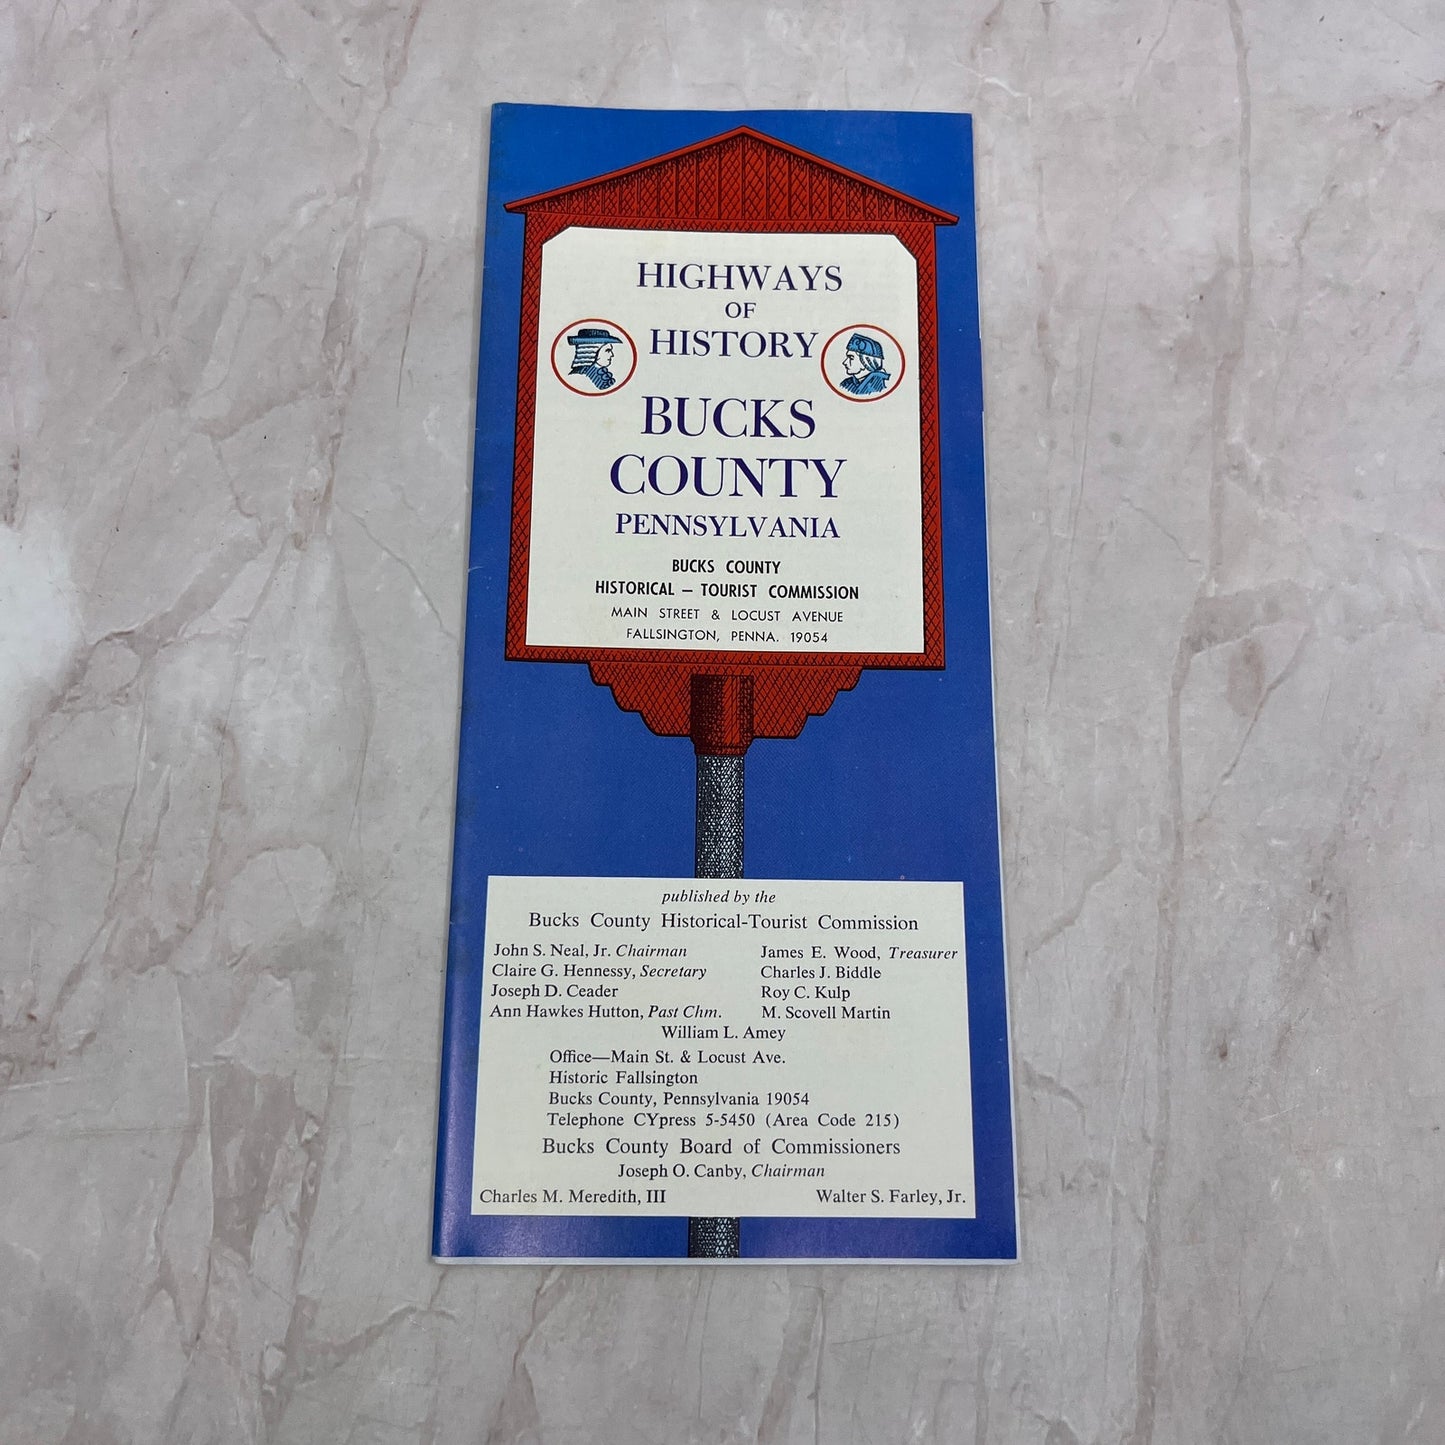 HIGHWAYS
OF
HISTORY
BUCKS
COUNTY
PENNSYLVANIA
BUCKS COUNTY
HISTORICAL – TOURIST COMMISSION
MAIN STREET & LOCUST AVENUE
FALLSINGTON, PENNA. 19054
published by the
Bucks County Historical-Tourist Commission
John S. Neal, Jr. Chairman James E. Wood, Treasurer
Claire G. Hennessy, Secretary Charles J. Biddle
Joseph D. Ceader Roy C. Kulp
Ann Hawkes Hutton, Past Chm. M. Scovell Martin
William L. Amey
Office—Main St. & Locust Ave.
Historic Fallsington
Bucks County, Pennsylvania 19054
Telephone CYpress 5-5450 (Area Code 215)
Bucks County Board of Commissioners
Joseph O. Canby, Chairman
Charles M. Meredith, III Walter S. Farley, Jr.